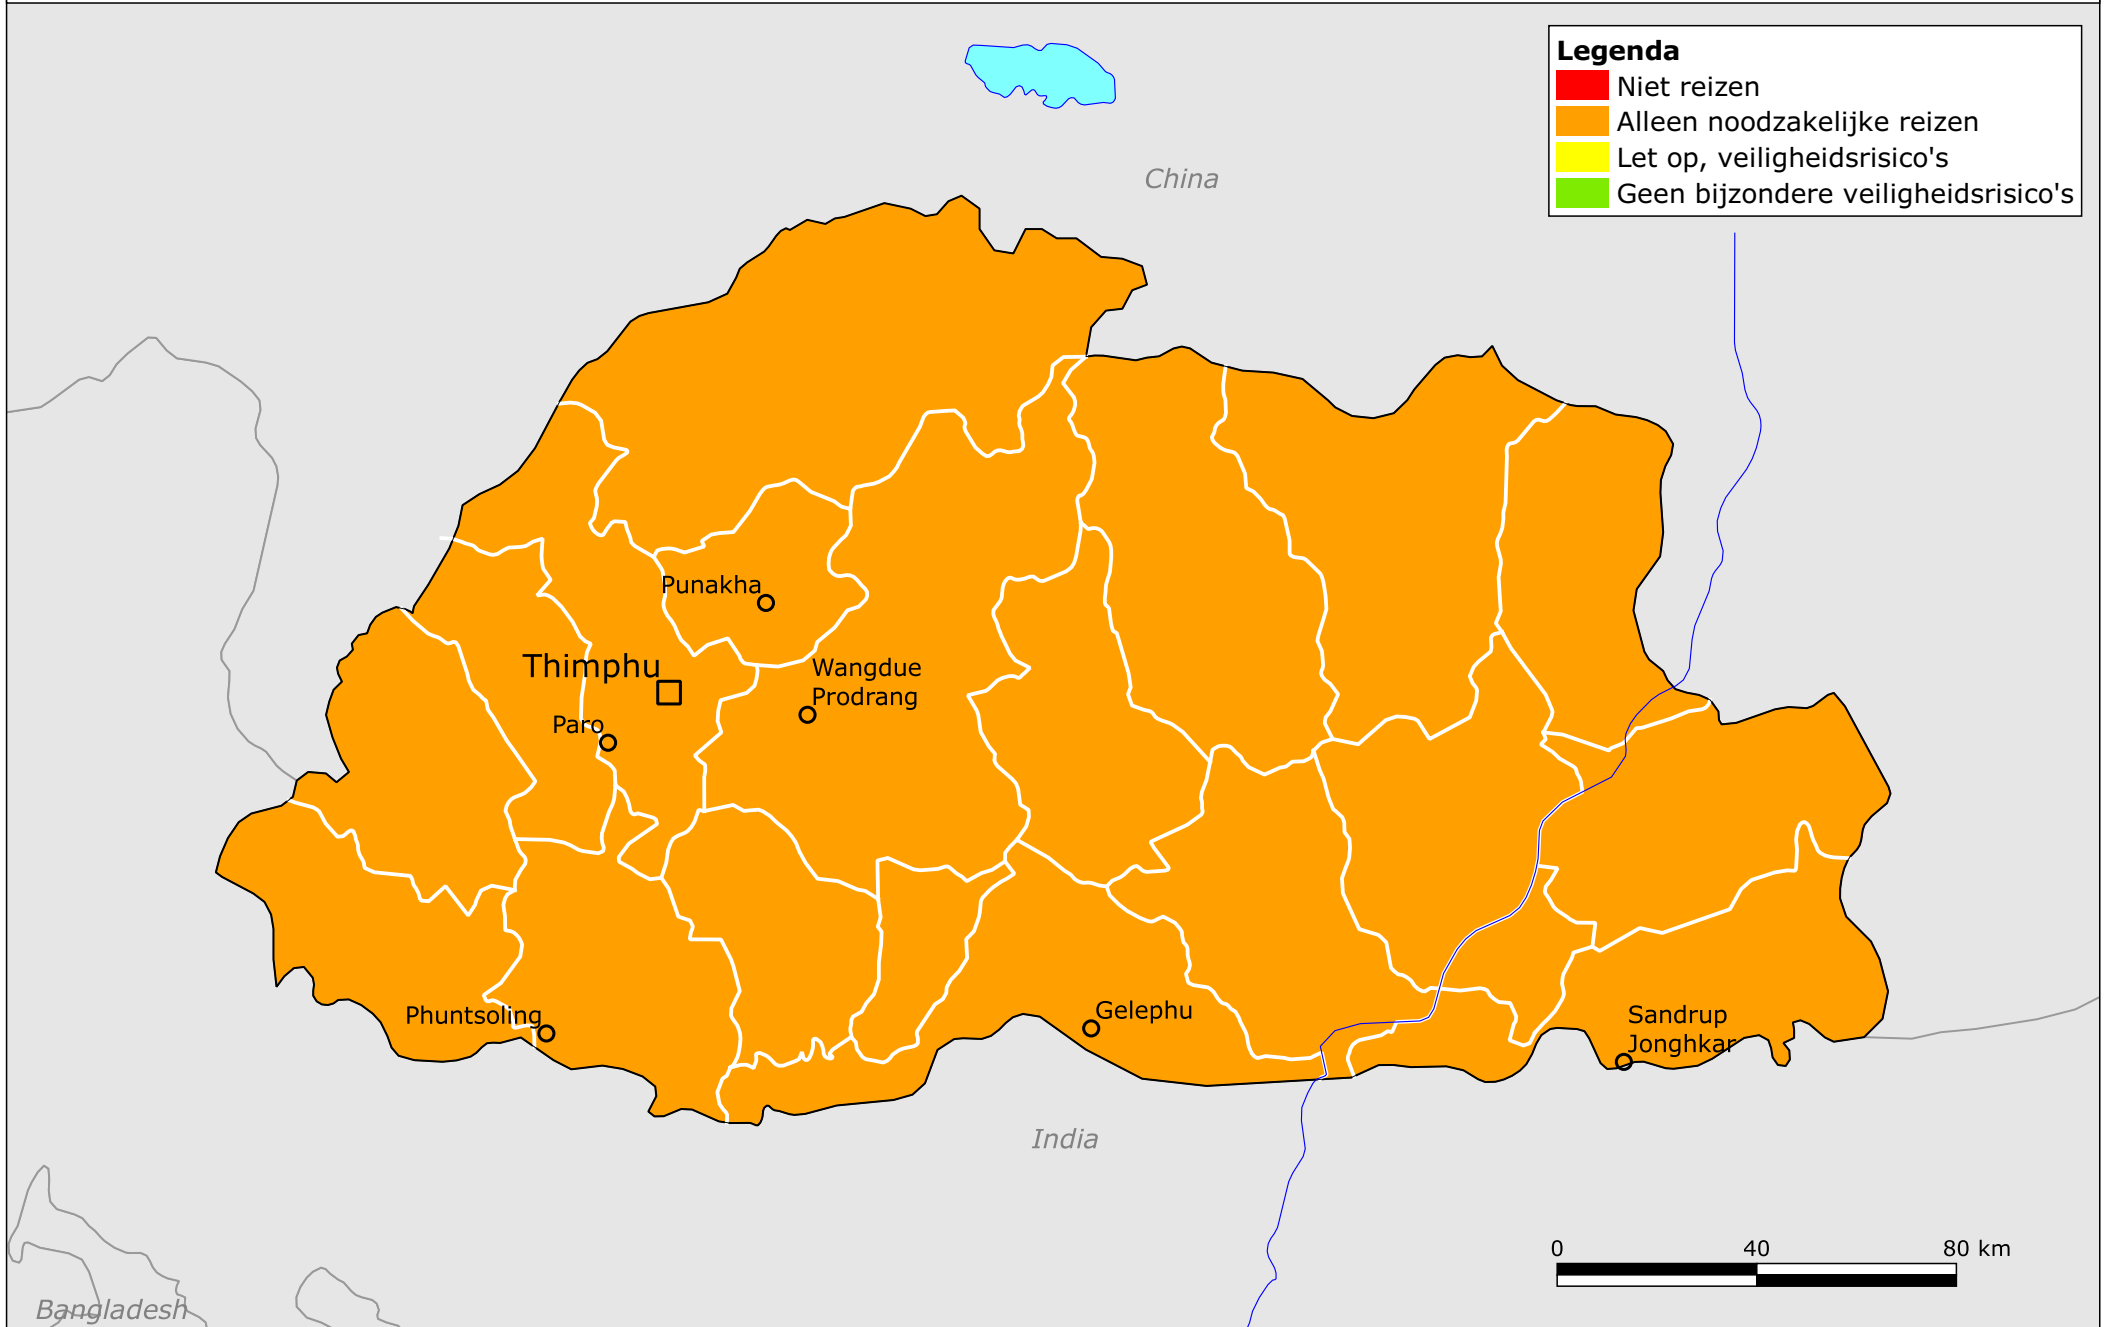 Legenda
Niet reizen
Alleen noodzakelijke reizen
Let op, veiligheidsrisico's
Geen bijzondere veiligheidsrisico's
China
Punakha
Thimphu
Wangdue
Prodrang
Paro
Phuntsoling
Gelephu
Sandrup
Jonghkar
India
0 40 80 km
Bangladesh